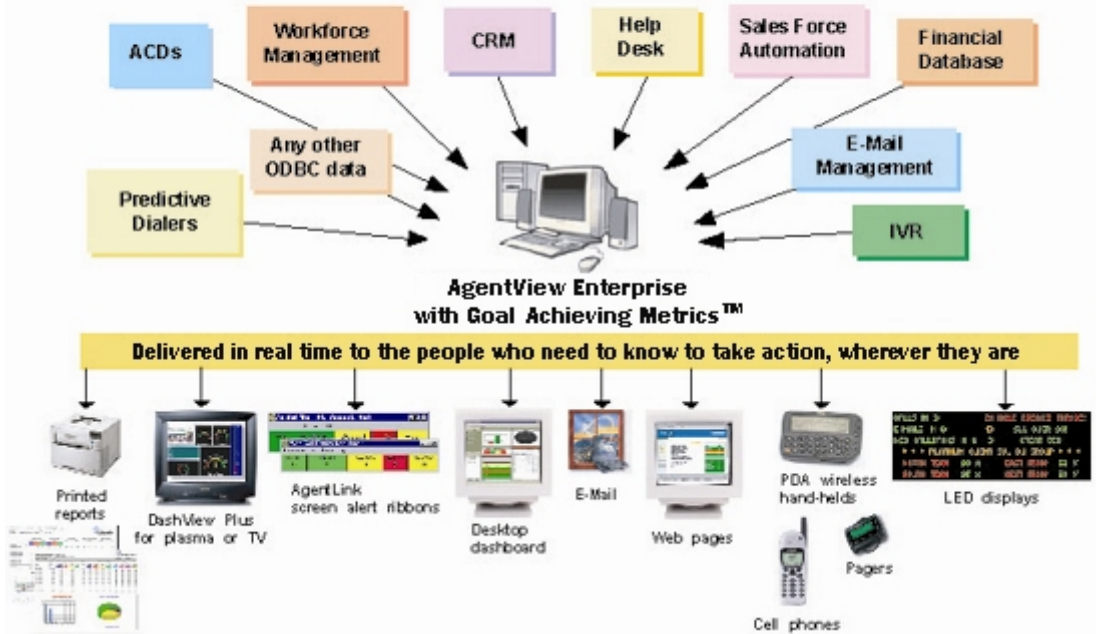 ACDs
Workforce
Management
CRM
Help
Desk
Sales Force
Automation
Financial
Database
Any other
ODBC data
E-Mail
Management
Predictive
Dialers
IVR
AgentView Enterprise
with Goal Achieving Metrics™
Delivered in real time to the people who need to know to take action, wherever they are
Printed
reports
DashView Plus
for plasma or TV
AgentLink
screen alert ribbons
Desktop
dashboard
E-Mail
Web pages
PDA wireless
hand-helds
LED displays
Cell phones
Pagers